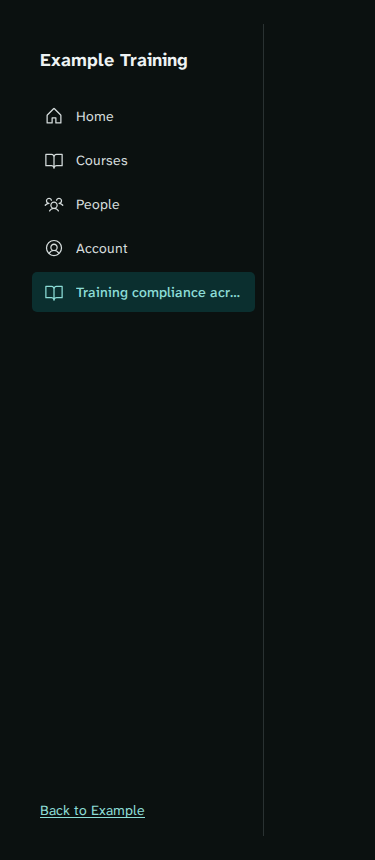 Example Training
Home
Courses
People
Account
Training compliance acr...
Back to Example